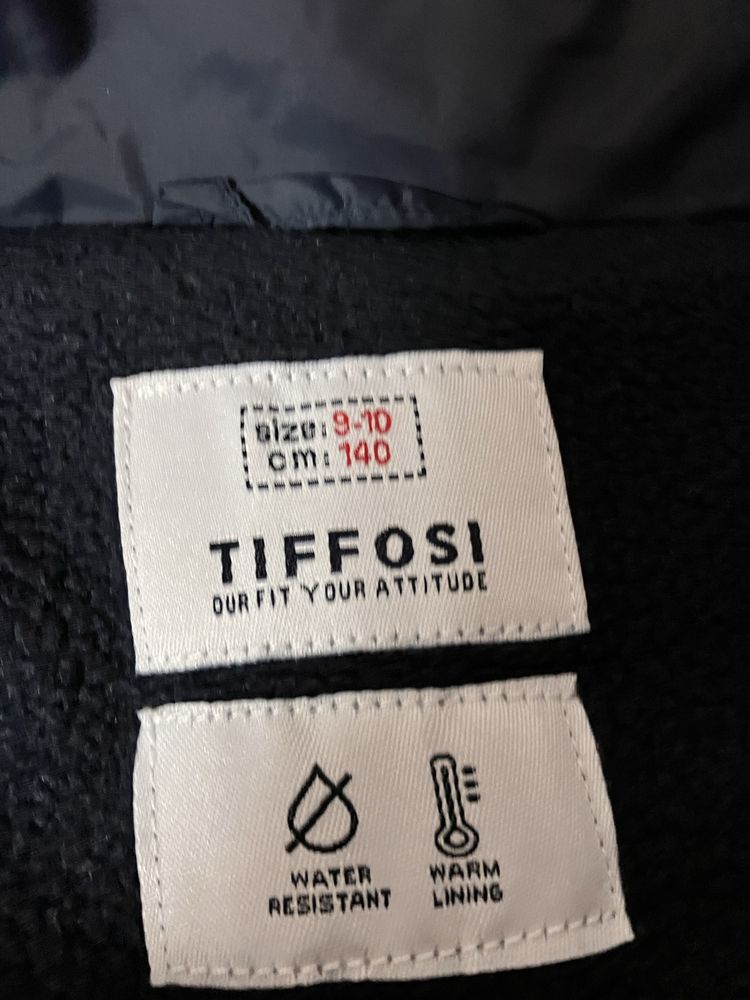 size: 9-10
cm: 140
TIFFOSI
OUR FIT YOUR ATTITUDE
WATER
RESISTANT
WARM
LINING